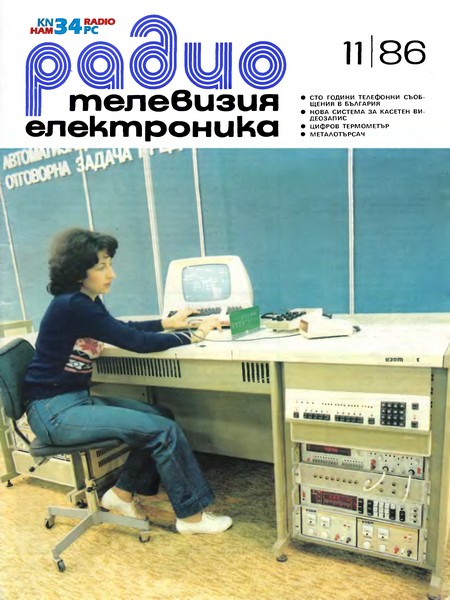 KN 34 RADIO
HAM PC
радио
телевизия
електроника
11|86
• СТО ГОДИНИ ТЕЛЕФОННИ СЪОБ-
ЩЕНИЯ В БЪЛГАРИЯ
• НОВА СИСТЕМА ЗА КАСЕТЕН ВИ-
ДЕОЗАПИС
• ЦИФРОВ ТЕРМОМЕТЪР
• МЕТАЛОТЪРСАЧ
ОТГОВОРНА ЗАДАЧА